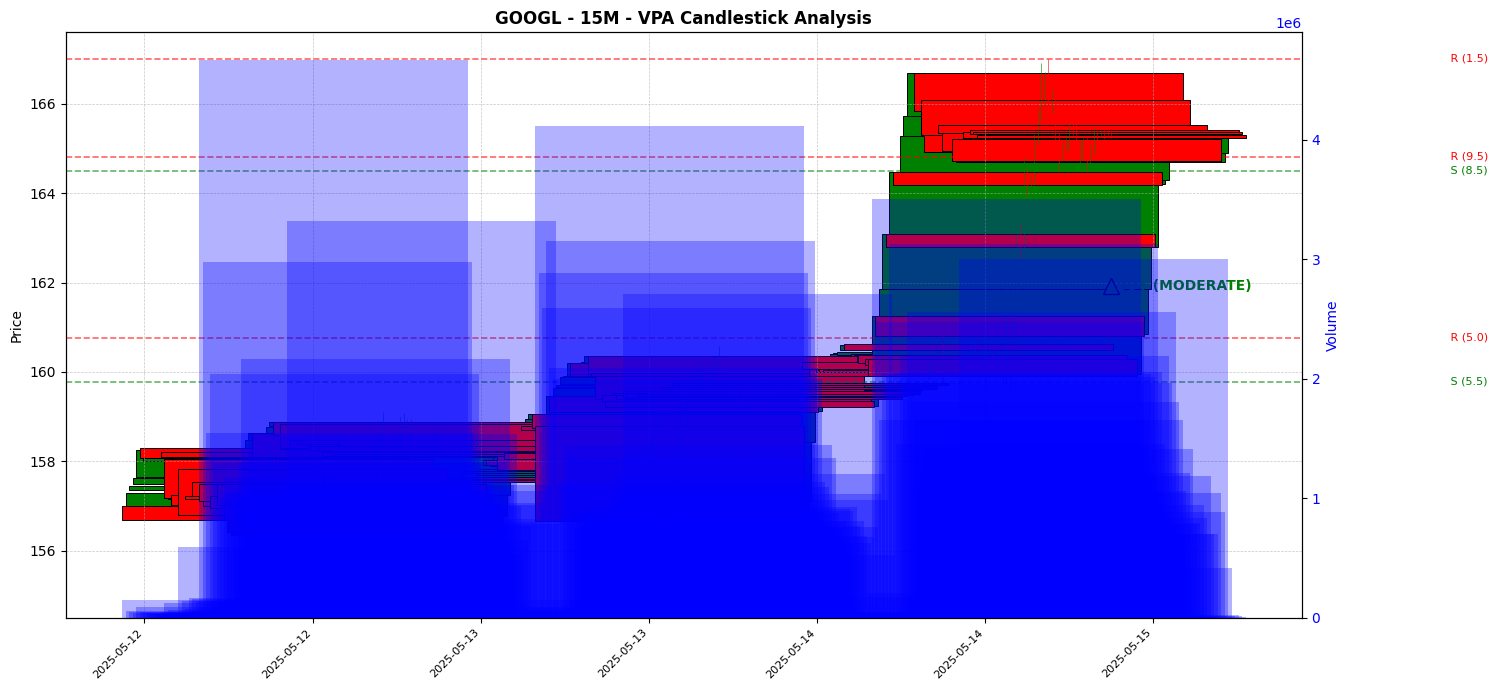 GOOGL - 15M - VPA Candlestick Analysis
1e6
R (1.5)
166
4
R (9.5)
S (8.5)
164
3
162
(MODERATE)
Price
Volume
R (5.0)
160
2
S (5.5)
158
1
156
0
2025-05-12
2025-05-12
2025-05-13
2025-05-13
2025-05-14
2025-05-14
2025-05-15